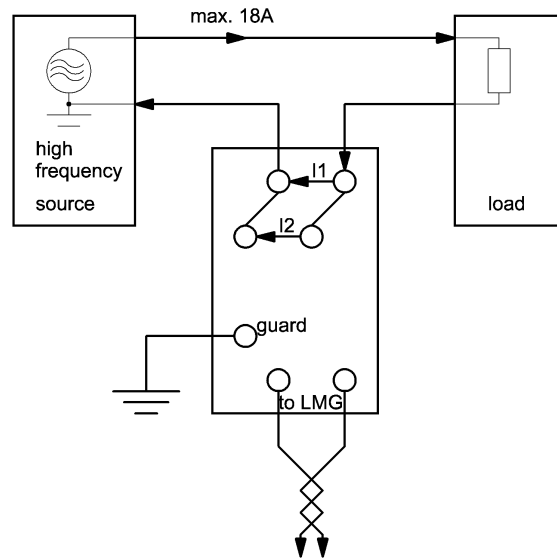 max. 18A
high
frequency
source
load
I1
I2
guard
to LMG